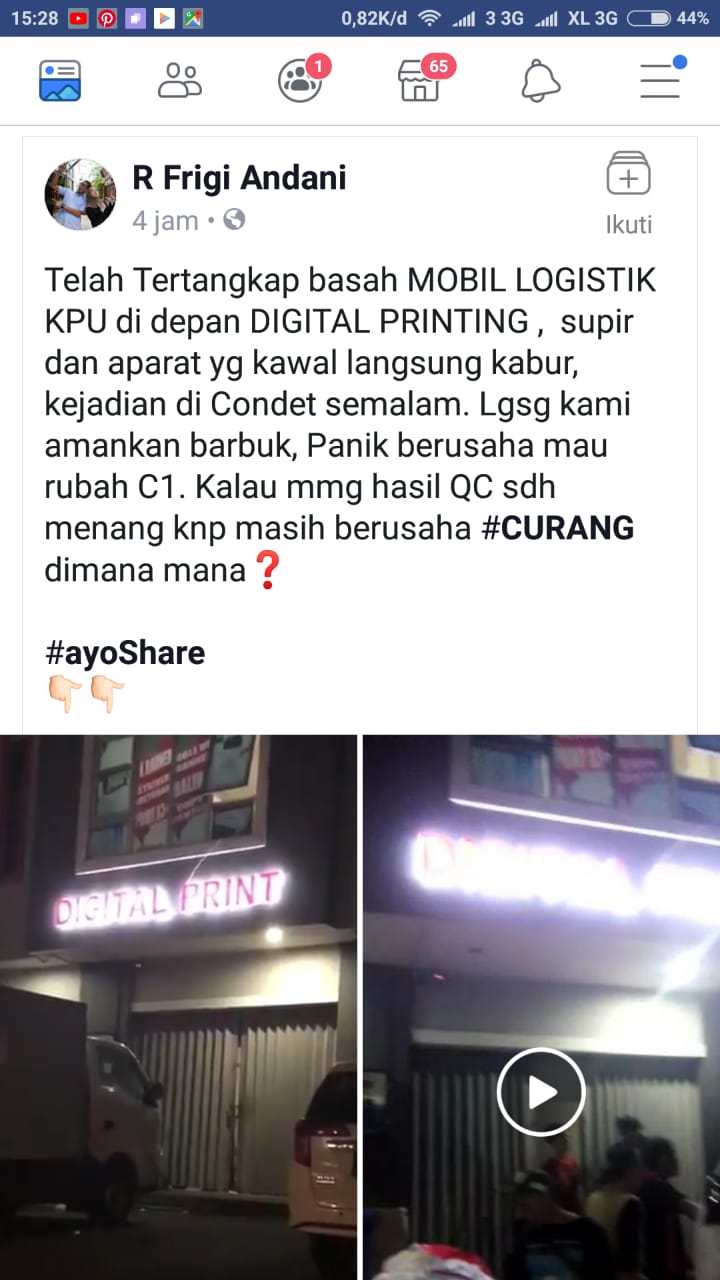 15:28 0,82K/d 3 3G XL 3G 44%
1 65
R Frigi Andani
4 jam •
Ikuti
Telah Tertangkap basah MOBIL LOGISTIK
KPU di depan DIGITAL PRINTING , supir
dan aparat yg kawal langsung kabur,
kejadian di Condet semalam. Lgsg kami
amankan barbuk, Panik berusaha mau
rubah C1. Kalau mmg hasil QC sdh
menang knp masih berusaha #CURANG
dimana mana❓
#ayoShare
👇🏻👇🏻
DIGITAL PRINT